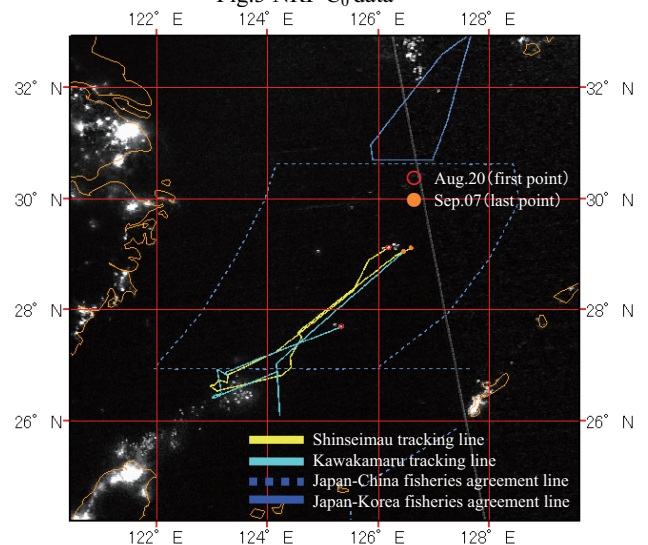 Fig.3 NRP C0 data
122° E 124° E 126° E 128° E
32° N 32° N
Aug.20(first point)
30° N Sep.07(last point) 30° N
28° N 28° N
26° N 26° N
Shinseimau tracking line
Kawakamaru tracking line
Japan-China fisheries agreement line
Japan-Korea fisheries agreement line
122° E 124° E 126° E 128° E